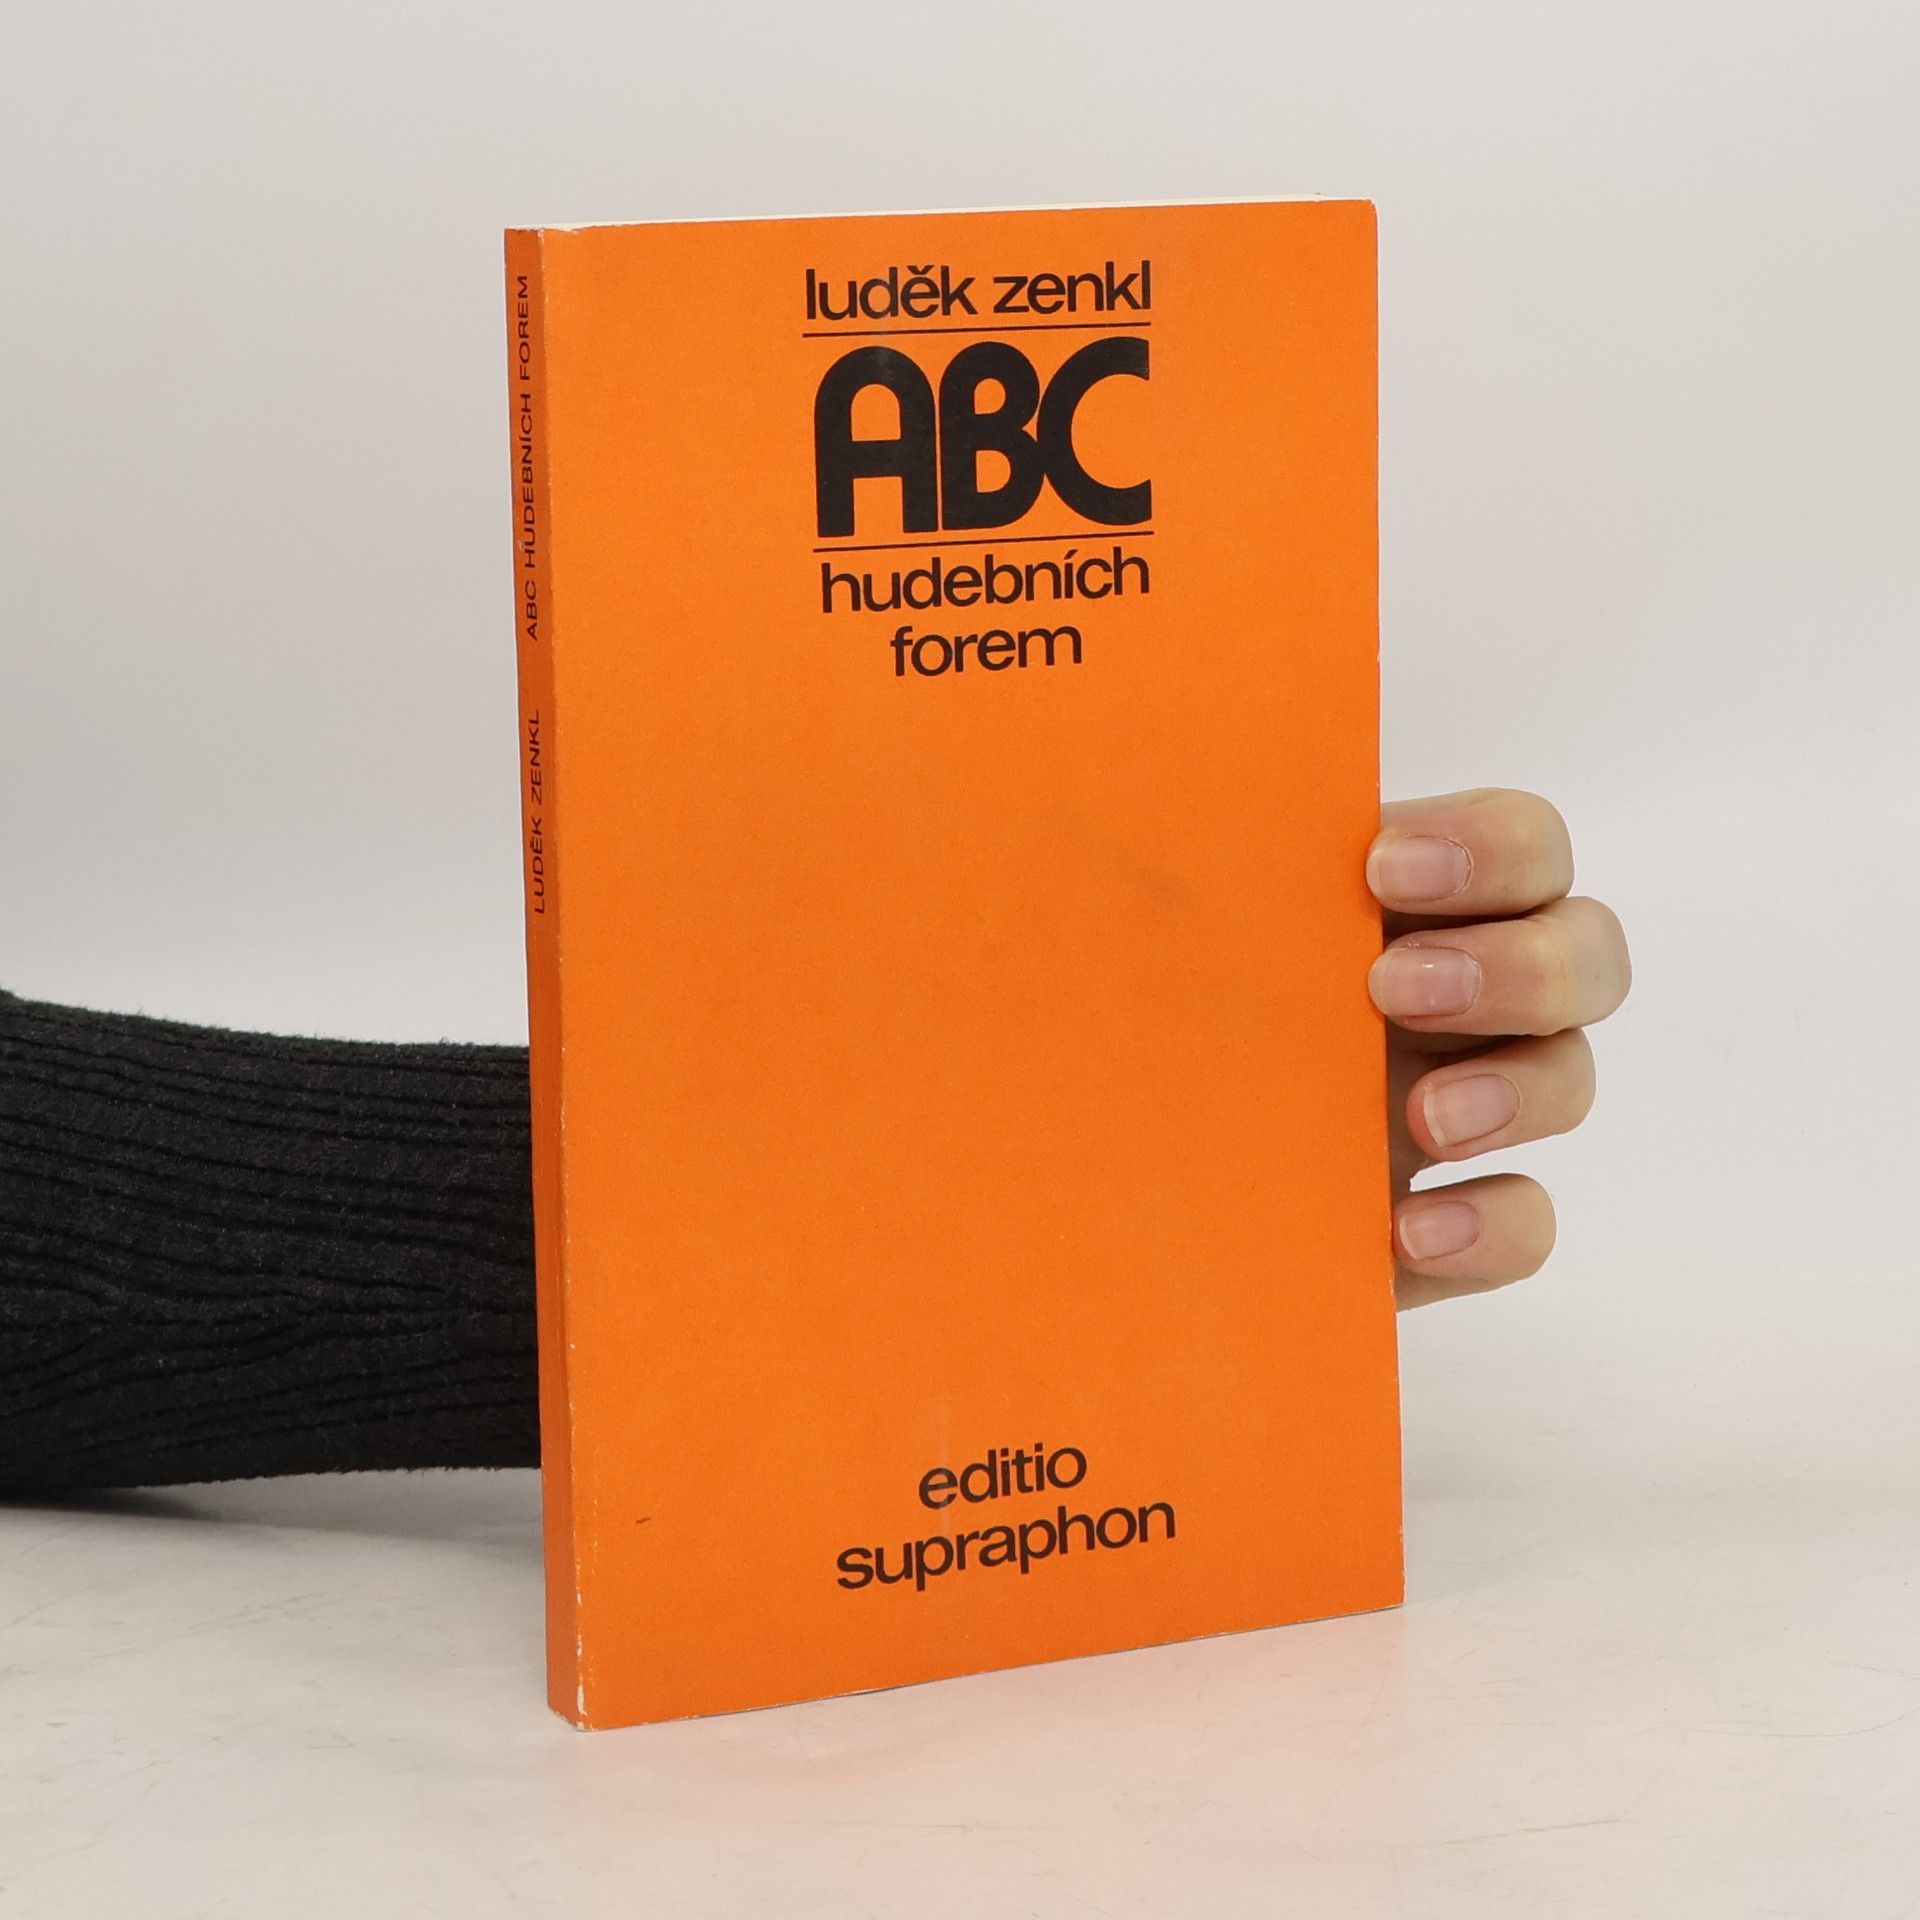 luděk zenkl
ABC
hudebních
forem
editio
supraphon
LUDĚK ZENKL ABC HUDEBNÍCH FOREM